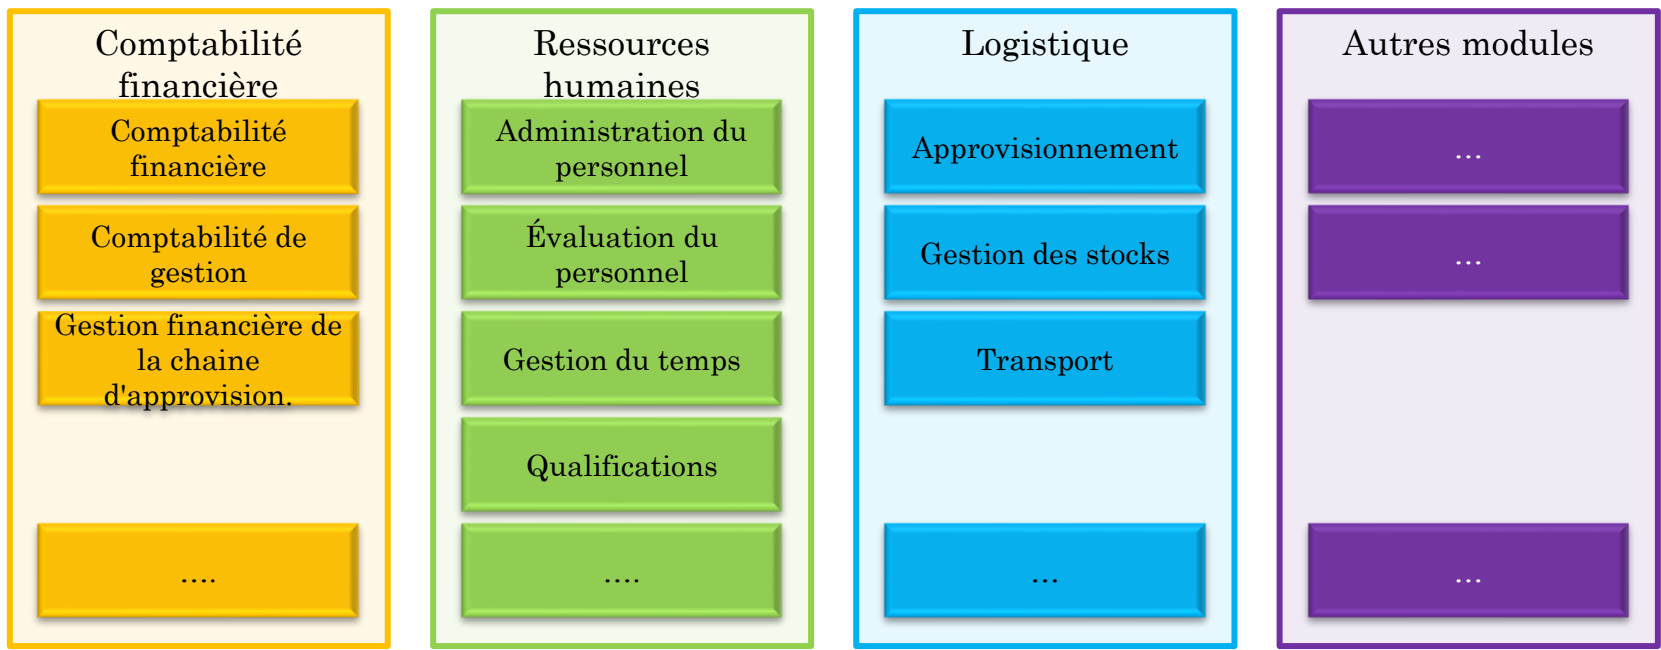 Comptabilité
financière
Comptabilité
financière
Comptabilité de
gestion
Gestion financière de
la chaine
d'approvision.
....
Ressources
humaines
Administration du
personnel
Évaluation du
personnel
Gestion du temps
Qualifications
....
Logistique
Approvisionnement
Gestion des stocks
Transport
...
Autres modules
...
...
...